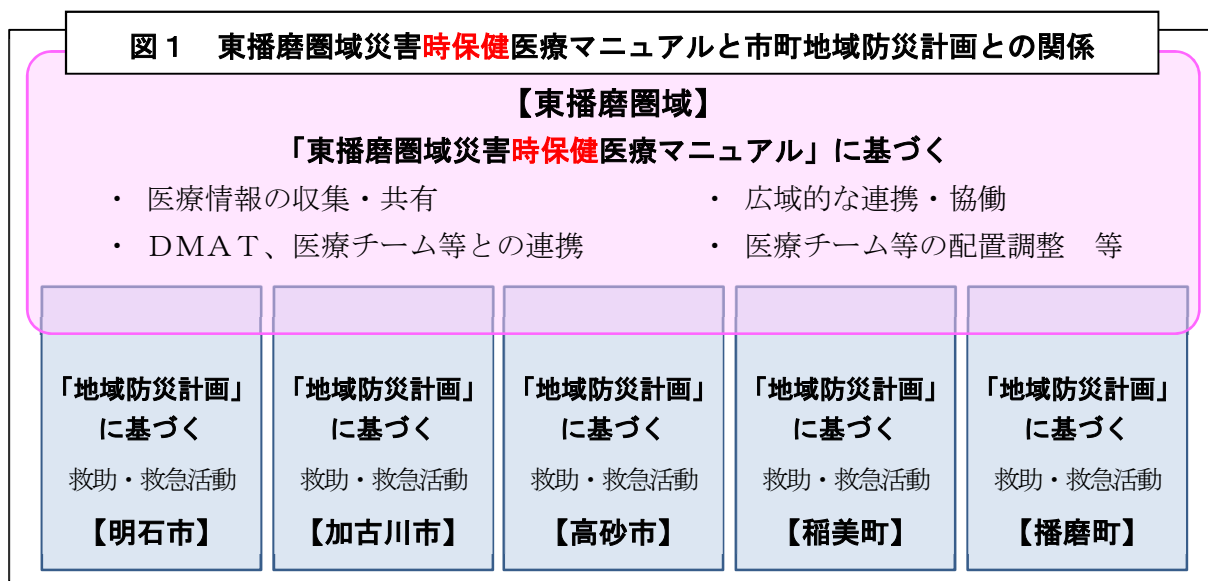 図1 東播磨圏域災害時保健医療マニュアルと市町地域防災計画との関係
【東播磨圏域】
「東播磨圏域災害時保健医療マニュアル」に基づく
・ 医療情報の収集・共有
・ 広域的な連携・協働
・ DMAT、医療チーム等との連携
・ 医療チーム等の配置調整 等
「地域防災計画」
に基づく
救助・救急活動
【明石市】
「地域防災計画」
に基づく
救助・救急活動
【加古川市】
「地域防災計画」
に基づく
救助・救急活動
【高砂市】
「地域防災計画」
に基づく
救助・救急活動
【稲美町】
「地域防災計画」
に基づく
救助・救急活動
【播磨町】